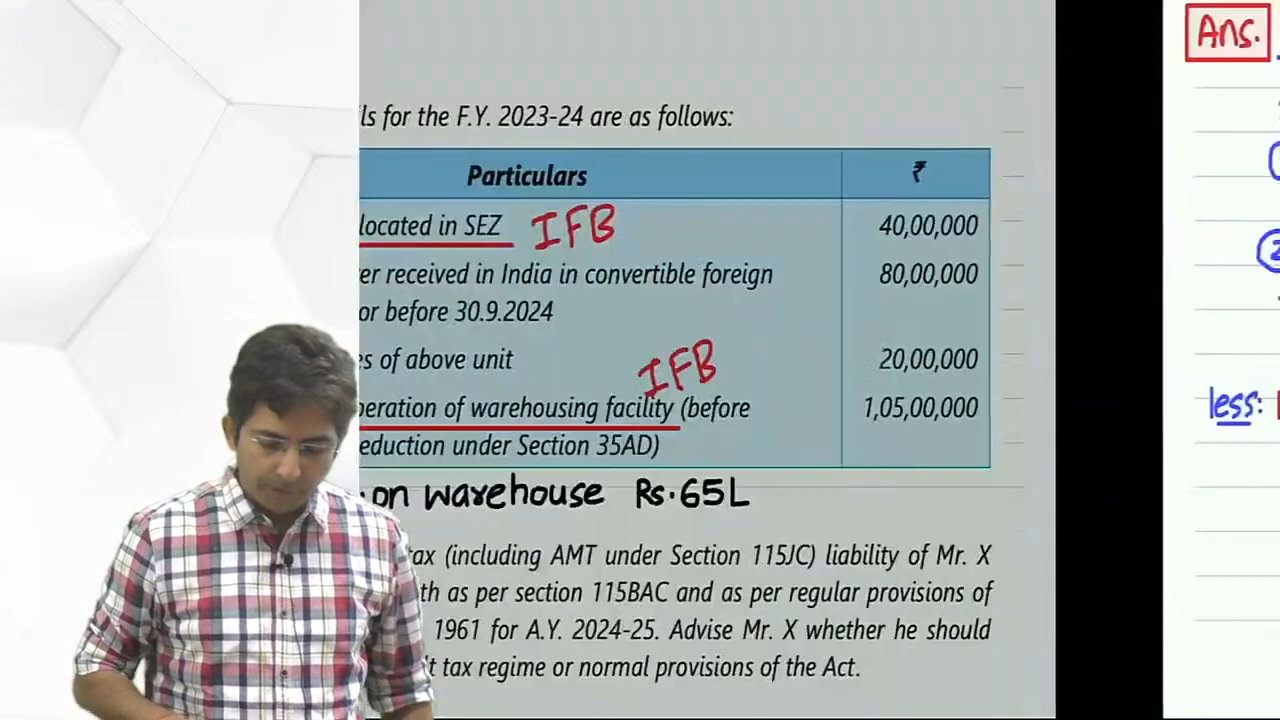 ls for the F.Y. 2023-24 are as follows:
Particulars ₹
located in SEZ IFB 40,00,000
er received in India in convertible foreign 80,00,000
or before 30.9.2024
es of above unit 20,00,000
IFB
eration of warehousing facility (before 1,05,00,000
eduction under Section 35AD)
on warehouse Rs.65L
tax (including AMT under Section 115JC) liability of Mr. X
th as per section 115BAC and as per regular provisions of
1961 for A.Y. 2024-25. Advise Mr. X whether he should
t tax regime or normal provisions of the Act.
Ans.
2
less: